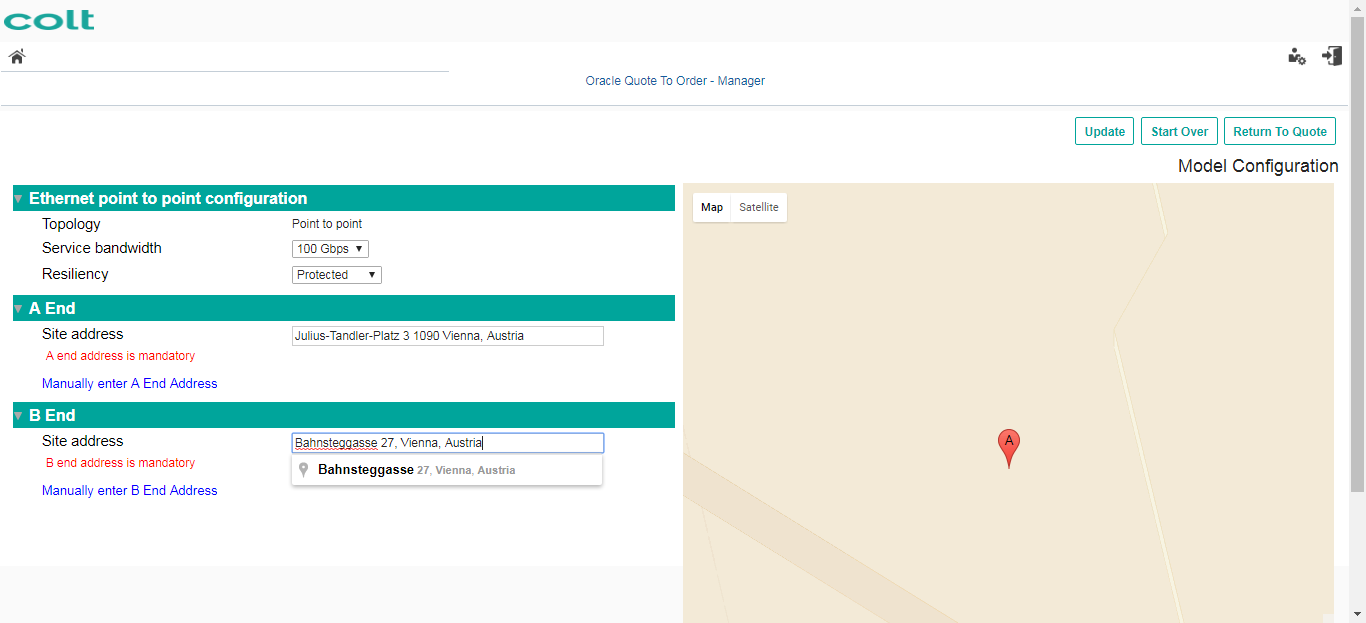 colt
Oracle Quote To Order - Manager
Update
Start Over
Return To Quote
Model Configuration
Ethernet point to point configuration
Topology
Point to point
Service bandwidth
100 Gbps
Resiliency
Protected
A End
Site address
Julius-Tandler-Platz 3 1090 Vienna, Austria
A end address is mandatory
Manually enter A End Address
B End
Site address
Bahnsteggasse 27, Vienna, Austria
Bahnsteggasse 27, Vienna, Austria
B end address is mandatory
Manually enter B End Address
Map
Satellite
A